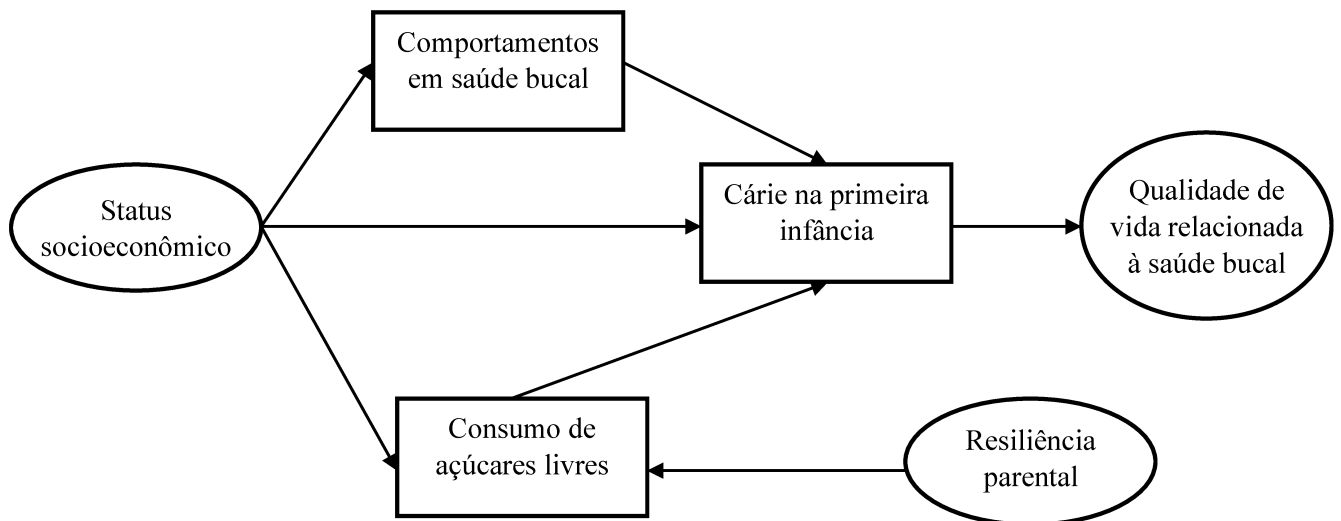 Comportamentos
em saúde bucal
Status
socioeconômico
Cárie na primeira
infância
Qualidade de
vida relacionada
à saúde bucal
Consumo de
açúcares livres
Resiliência
parental